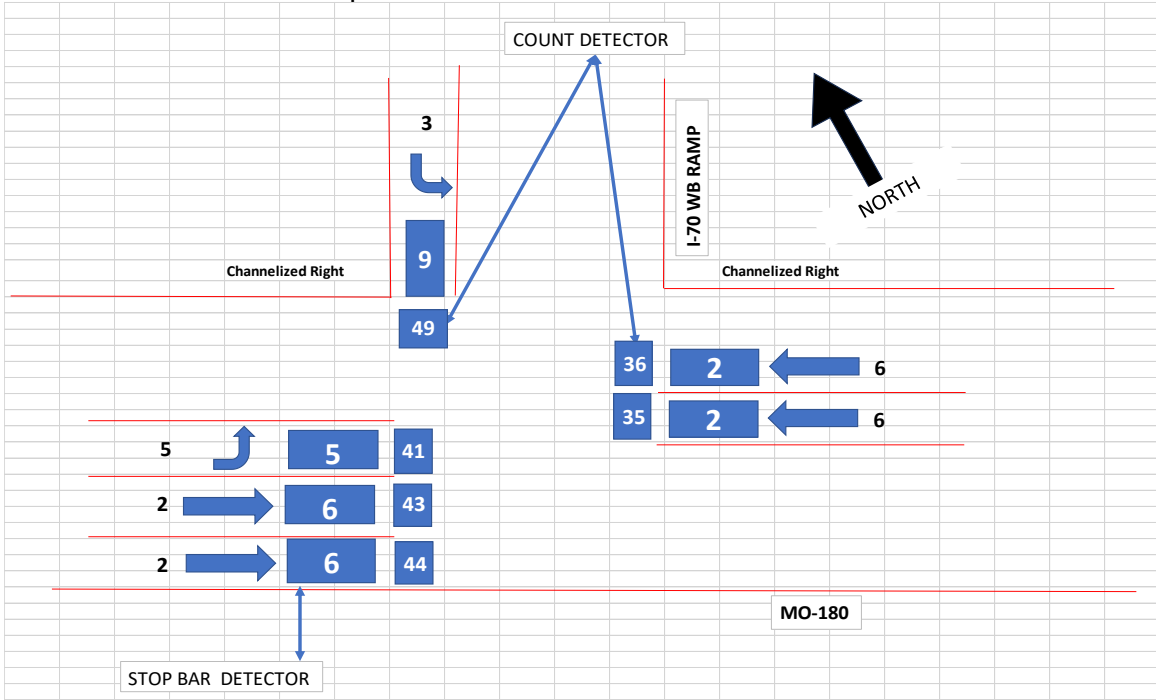 COUNT DETECTOR
3
I-70 WB RAMP
NORTH
9
Channelized Right
Channelized Right
49
36
2
6
35
2
6
5
5
41
2
6
43
2
6
44
MO-180
STOP BAR DETECTOR